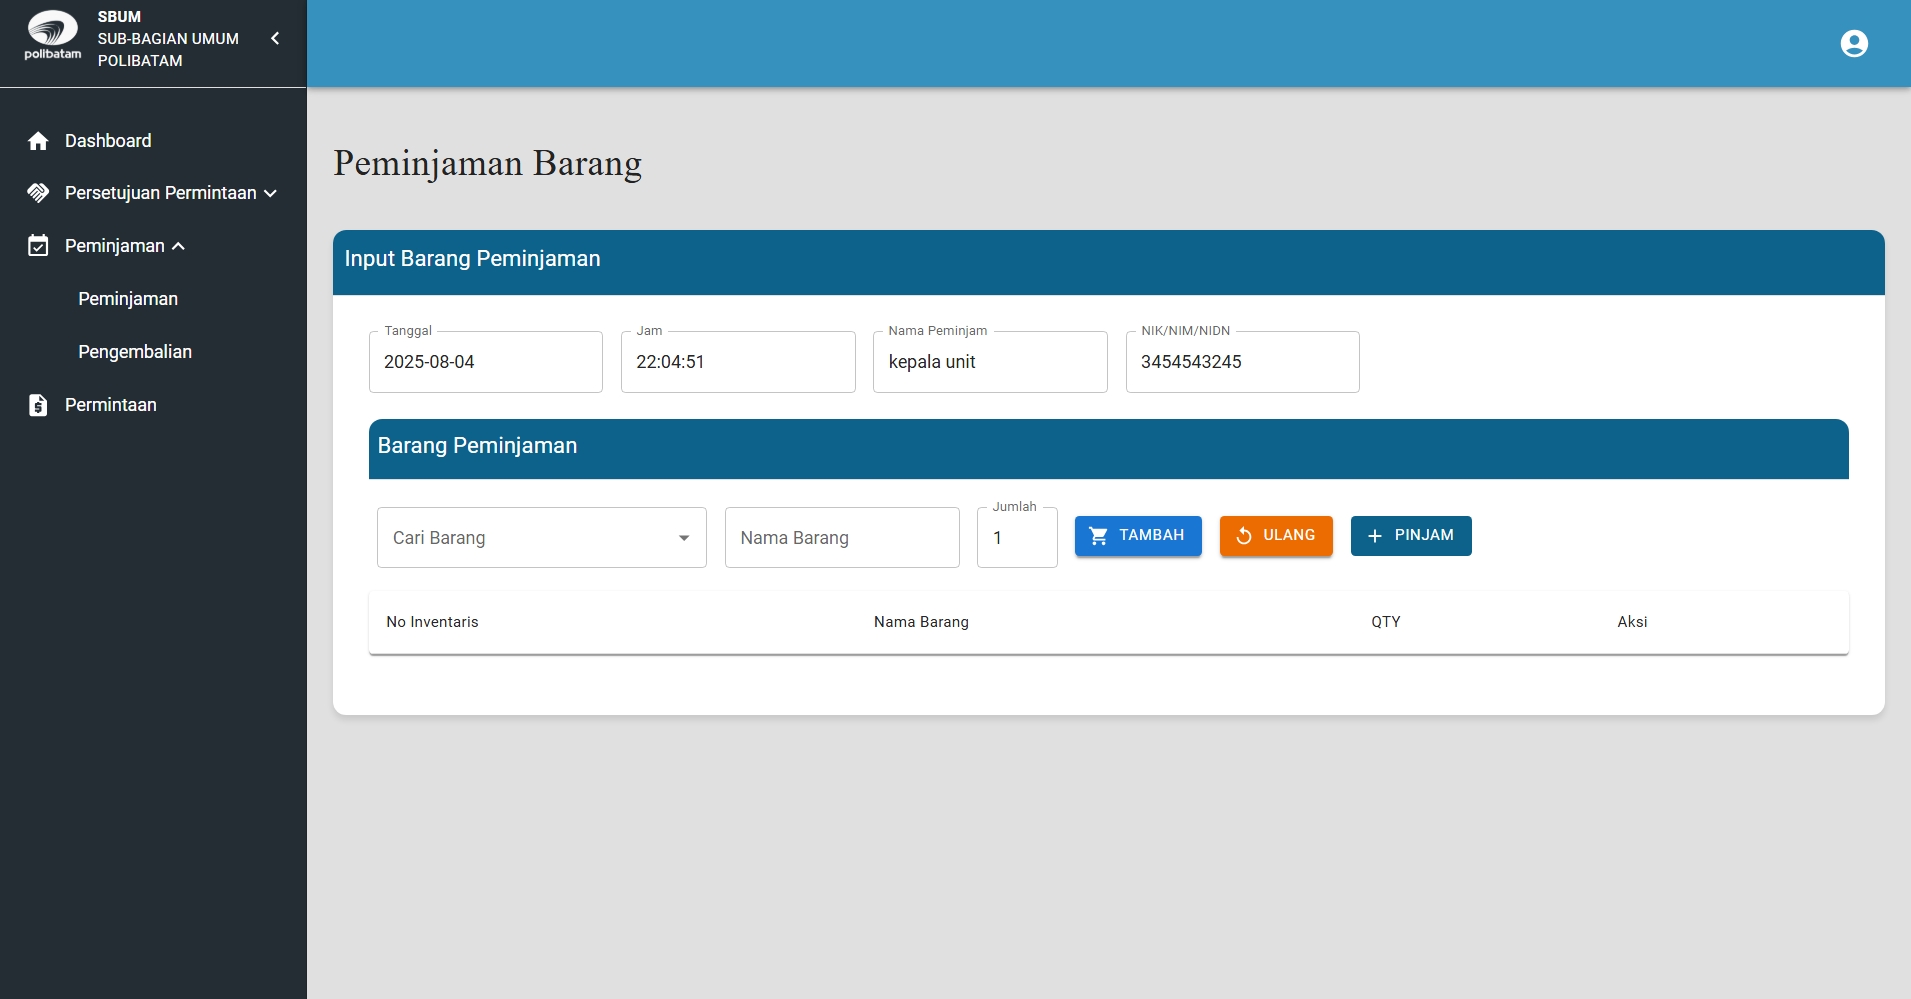 polibatam
SBUM
SUB-BAGIAN UMUM
POLIBATAM
Dashboard
Persetujuan Permintaan
Peminjaman
Peminjaman
Pengembalian
Permintaan
Peminjaman Barang
Input Barang Peminjaman
Tanggal
2025-08-04
Jam
22:04:51
Nama Peminjam
kepala unit
NIK/NIM/NIDN
3454543245
Barang Peminjaman
Cari Barang
Nama Barang
Jumlah
1
TAMBAH
ULANG
PINJAM
No Inventaris Nama Barang QTY Aksi